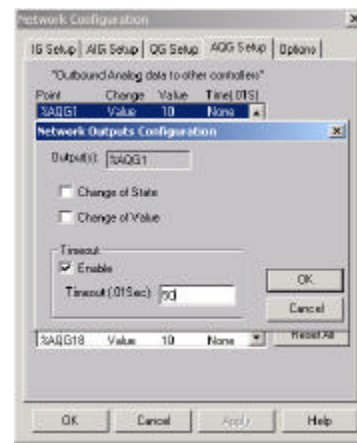 Network Configuration
IG Setup AIG Setup QG Setup AQG Setup Options
"Outbound Analog data to other controllers"
Point Change Value Time(.01S)
%AQG1 Value 10 None
Network Outputs Configuration
Output(s): %AQG1
Change of State
Change of Value
Timeout
Enable
Timeout (.01Sec) 50
OK
Cancel
%AQG18 Value 10 None Reset All
OK Cancel Apply Help